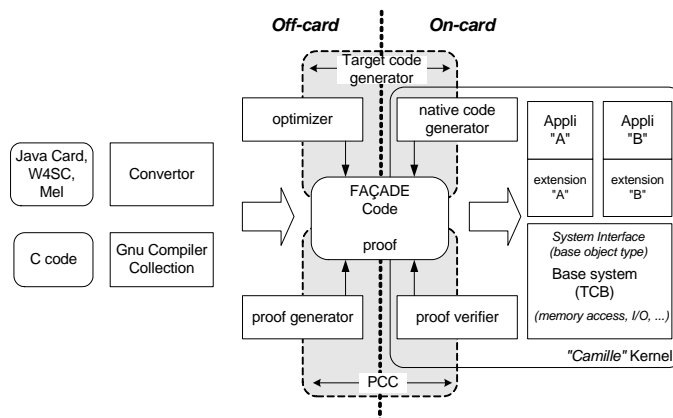 Off-card
On-card
Target code
generator
optimizer
native code
generator
Appli
"A"
Appli
"B"
Java Card,
W4SC,
Mel
Convertor
extension
"A"
extension
"B"
FAÇADE
Code
proof
C code
Gnu Compiler
Collection
System Interface
(base object type)
Base system
(TCB)
(memory access, I/O, ...)
proof generator
proof verifier
"Camille" Kernel
PCC